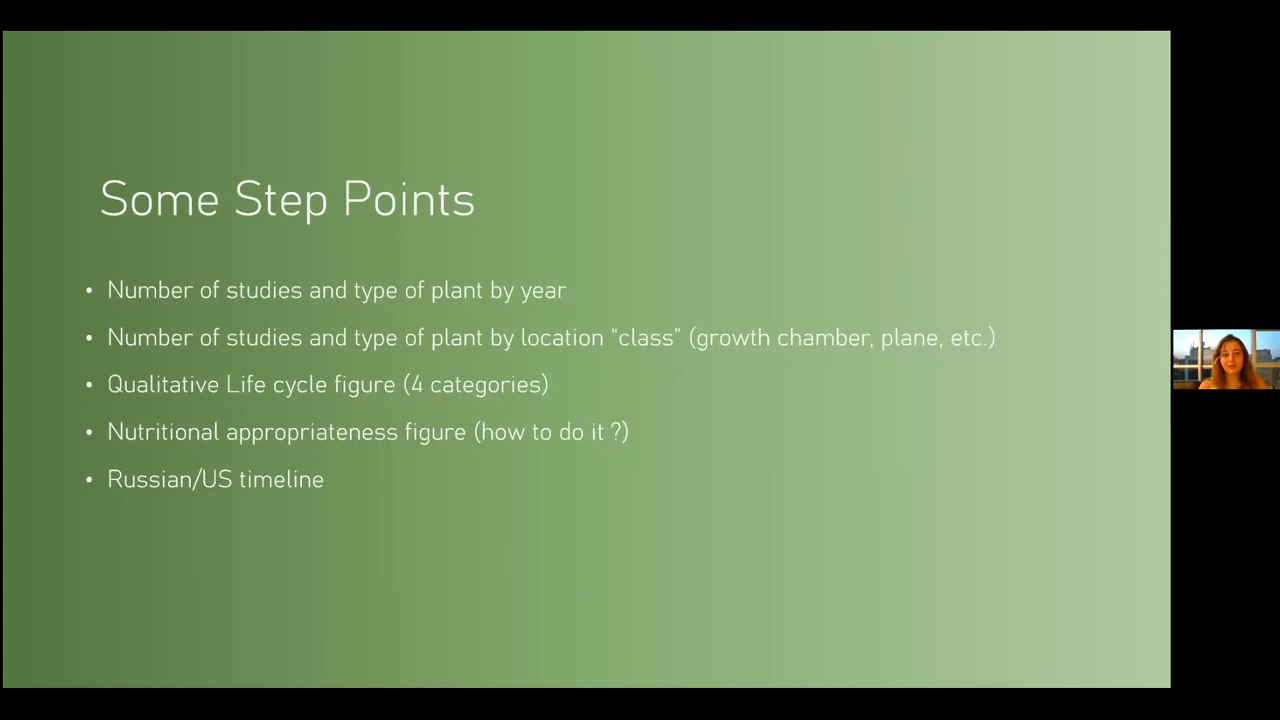 Some Step Points
• Number of studies and type of plant by year
• Number of studies and type of plant by location “class” (growth chamber, plane, etc.)
• Qualitative Life cycle figure (4 categories)
• Nutritional appropriateness figure (how to do it ?)
• Russian/US timeline